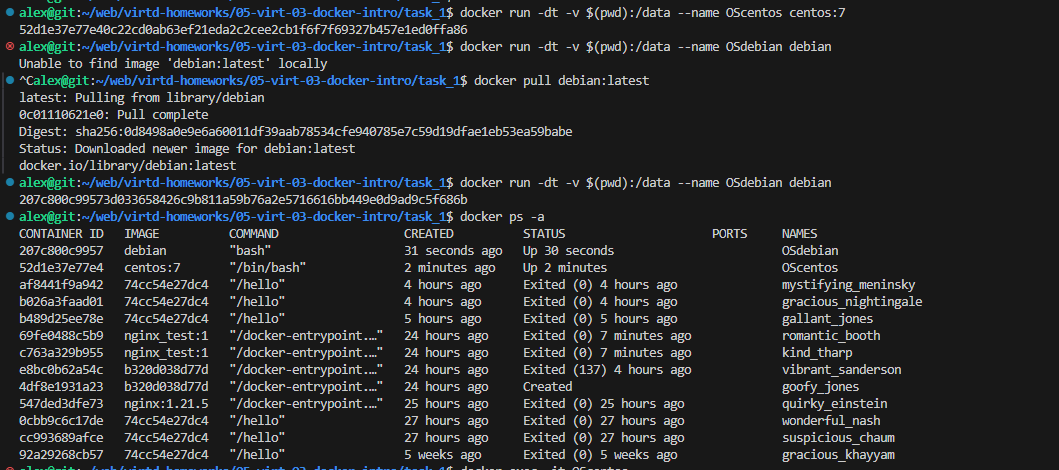 alex@git:~/web/virtd-homeworks/05-virt-03-docker-intro/task_1$ docker run -dt -v $(pwd):/data --name OScentos centos:7
52d1e37e77e40c22cd0ab63ef21eda2c2cee2cb1f6f7f69327b457e1ed0ffa86
alex@git:~/web/virtd-homeworks/05-virt-03-docker-intro/task_1$ docker run -dt -v $(pwd):/data --name OSdebian debian
Unable to find image 'debian:latest' locally
^Calex@git:~/web/virtd-homeworks/05-virt-03-docker-intro/task_1$ docker pull debian:latest
latest: Pulling from library/debian
0c01110621e0: Pull complete
Digest: sha256:0d8498a0e9e6a60011df39aab78534cfe940785e7c59d19dfae1eb53ea59babe
Status: Downloaded newer image for debian:latest
docker.io/library/debian:latest
alex@git:~/web/virtd-homeworks/05-virt-03-docker-intro/task_1$ docker run -dt -v $(pwd):/data --name OSdebian debian
207c800c99573d033658426c9b811a59b76a2e5716616bb449e0d9ad9c5f686b
alex@git:~/web/virtd-homeworks/05-virt-03-docker-intro/task_1$ docker ps -a
CONTAINER ID IMAGE COMMAND CREATED STATUS PORTS NAMES
207c800c9957 debian "bash" 31 seconds ago Up 30 seconds OSdebian
52d1e37e77e4 centos:7 "/bin/bash" 2 minutes ago Up 2 minutes OScentos
af8441f9a942 74cc54e27dc4 "/hello" 4 hours ago Exited (0) 4 hours ago mystifying_meninsky
b026a3faad01 74cc54e27dc4 "/hello" 4 hours ago Exited (0) 4 hours ago gracious_nightingale
b489d25ee78e 74cc54e27dc4 "/hello" 5 hours ago Exited (0) 5 hours ago gallant_jones
69fe0488c5b9 nginx_test:1 "/docker-entrypoint.…" 24 hours ago Exited (0) 7 minutes ago romantic_booth
c763a329b955 nginx_test:1 "/docker-entrypoint.…" 24 hours ago Exited (0) 7 minutes ago kind_tharp
e8bc0b62a54c b320d038d77d "/docker-entrypoint.…" 24 hours ago Exited (137) 4 hours ago vibrant_sanderson
4df8e1931a23 b320d038d77d "/docker-entrypoint.…" 24 hours ago Created goofy_jones
547ded3dfe73 nginx:1.21.5 "/docker-entrypoint.…" 25 hours ago Exited (0) 25 hours ago quirky_einstein
0cbb9c6c17de 74cc54e27dc4 "/hello" 27 hours ago Exited (0) 27 hours ago wonderful_nash
cc993689afce 74cc54e27dc4 "/hello" 27 hours ago Exited (0) 27 hours ago suspicious_chaum
92a29268cb57 74cc54e27dc4 "/hello" 5 weeks ago Exited (0) 5 weeks ago gracious_khayyam
alex@git:~/web/virtd-homeworks/05-virt-03-docker-intro/task_1$ docker exec -it OScentos